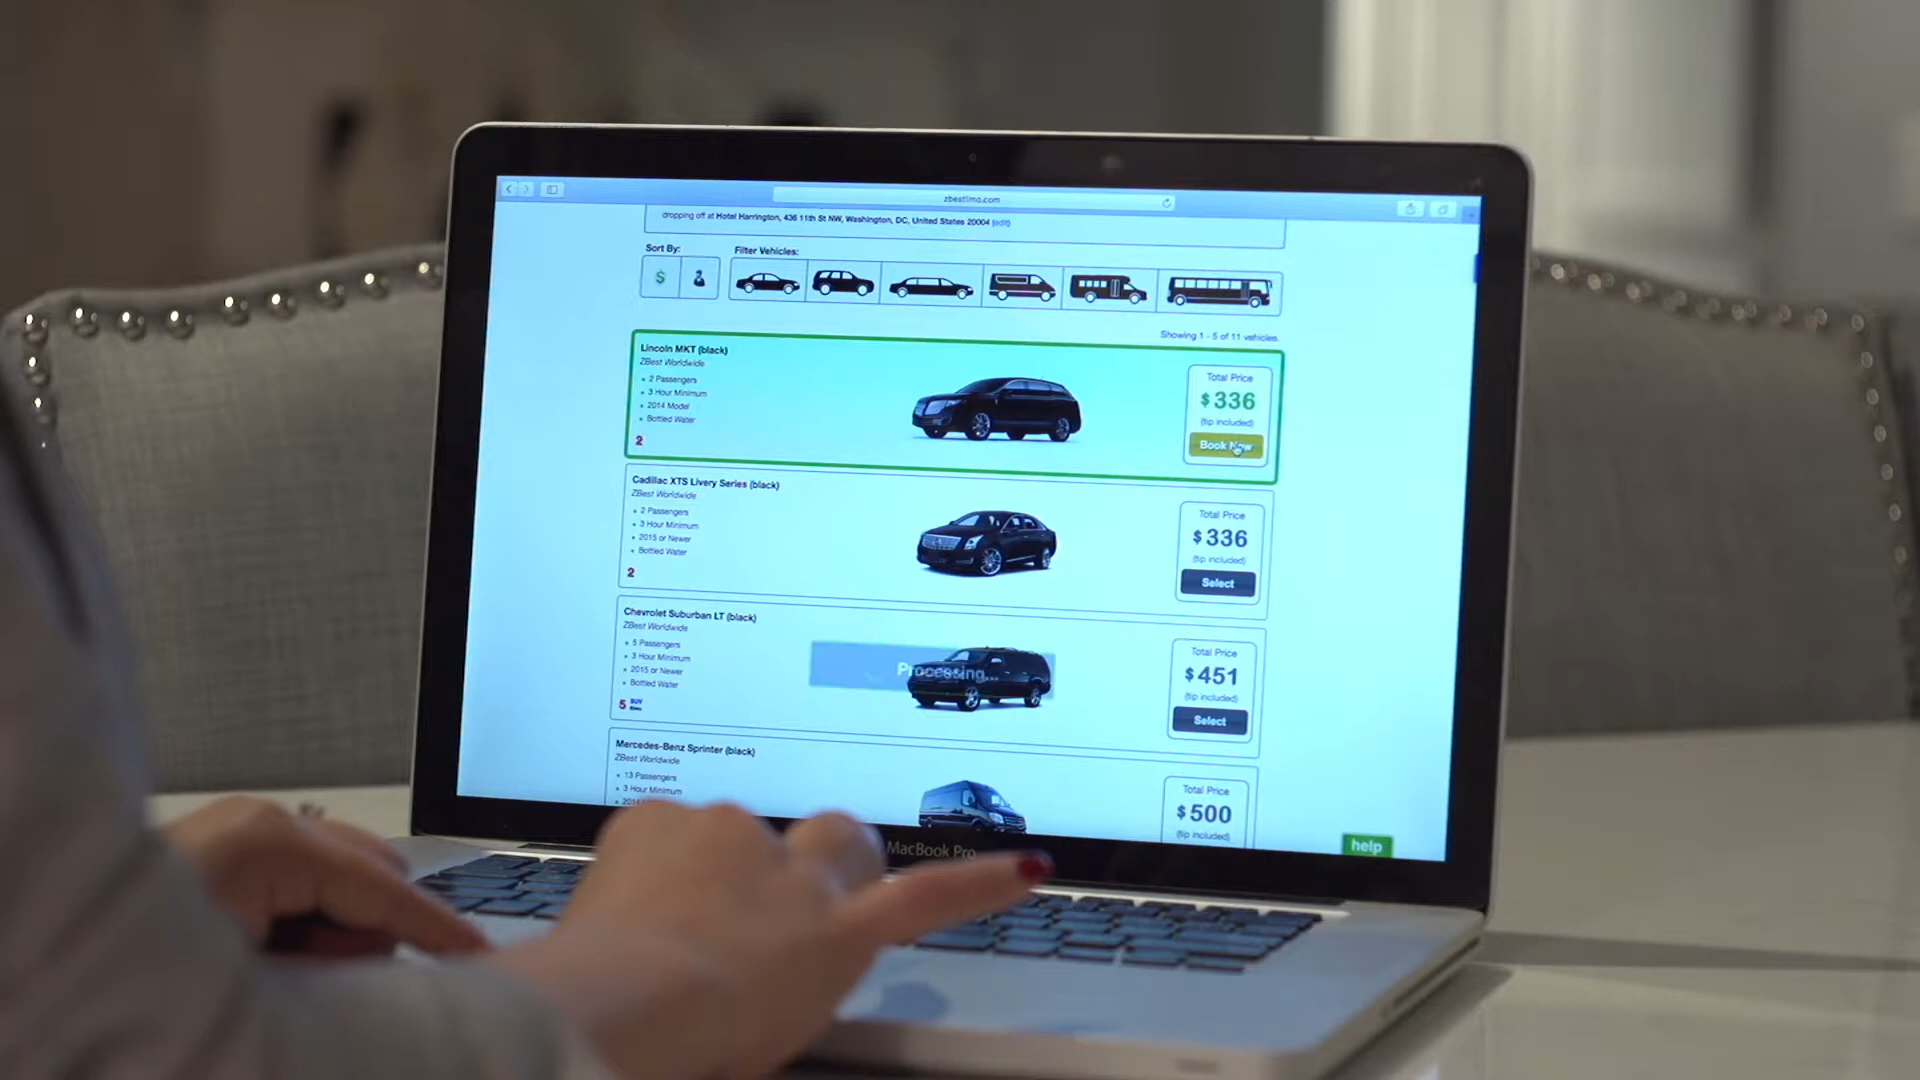 zbestlimo.com
dropping off at Hotel Harrington, 436 11th St NW, Washington, DC, United States 20004 (edit)
Sort By:
Filter Vehicles:
$
Showing 1 - 5 of 11 vehicles.
Lincoln MKT (black)
ZBest Worldwide
2 Passengers
3 Hour Minimum
2014 Model
Bottled Water
2
Total Price
$336
(tip included)
Book Now
Cadillac XTS Livery Series (black)
ZBest Worldwide
2 Passengers
3 Hour Minimum
2015 or Newer
Bottled Water
2
Total Price
$336
(tip included)
Select
Chevrolet Suburban LT (black)
ZBest Worldwide
5 Passengers
3 Hour Minimum
2015 or Newer
Bottled Water
5
Processing...
Total Price
$451
(tip included)
Select
Mercedes-Benz Sprinter (black)
ZBest Worldwide
13 Passengers
3 Hour Minimum
Total Price
$500
(tip included)
help
MacBook Pro